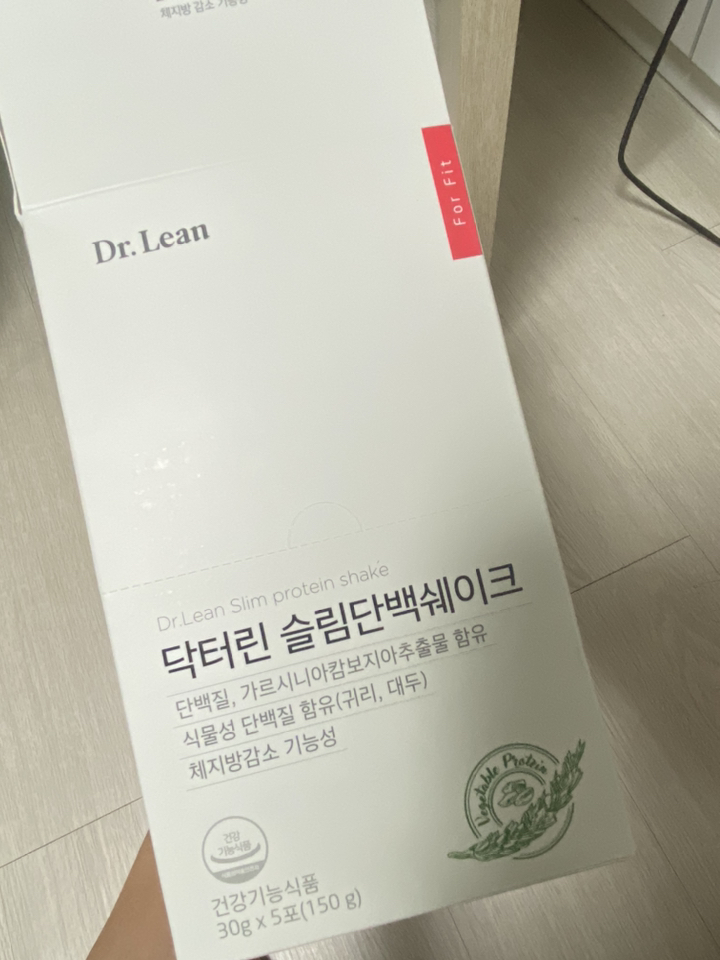 체지방 감소 기능성
For Fit
Dr.Lean
Dr.Lean Slim protein shake
닥터린 슬림단백쉐이크
단백질, 가르시니아캄보지아추출물 함유
식물성 단백질 함유(귀리, 대두)
체지방감소 기능성
Vegetable Protein
건강
기능식품
건강기능식품
30g x 5포(150 g)